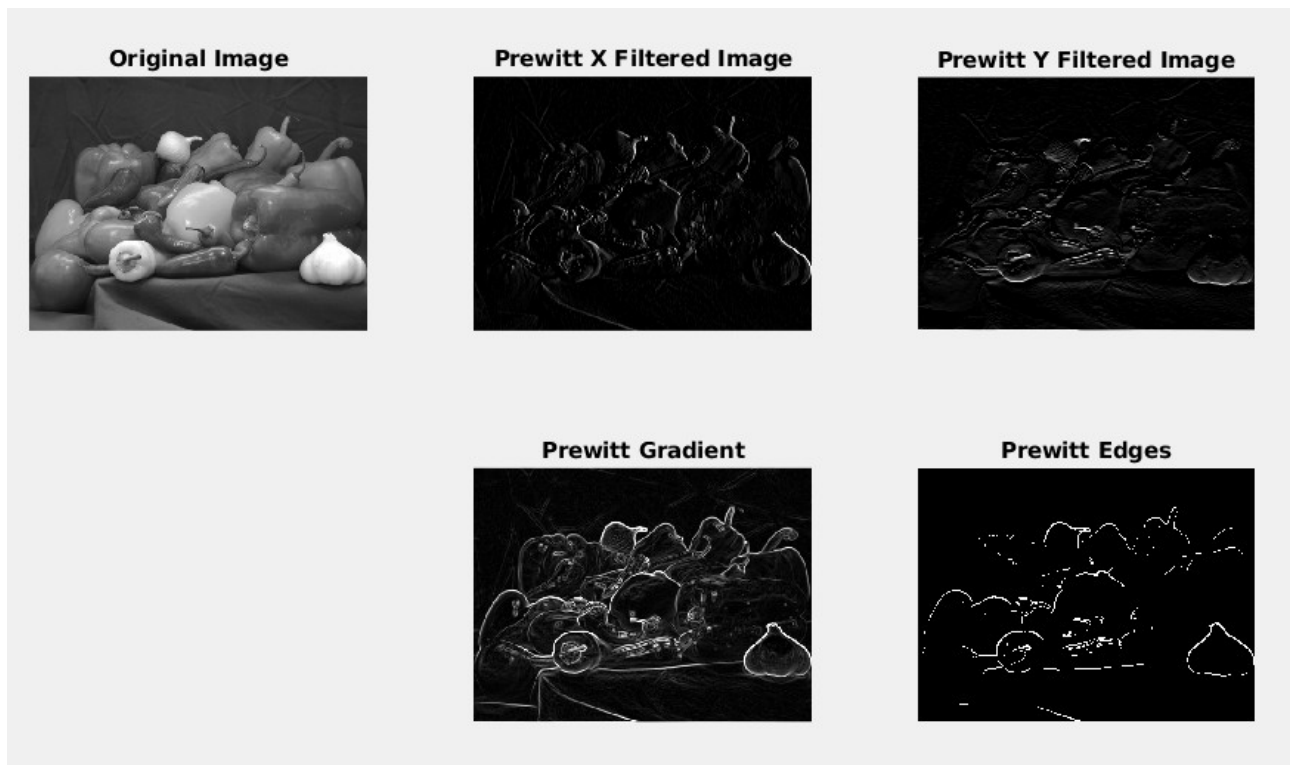 Original Image
Prewitt X Filtered Image
Prewitt Y Filtered Image
Prewitt Gradient
Prewitt Edges